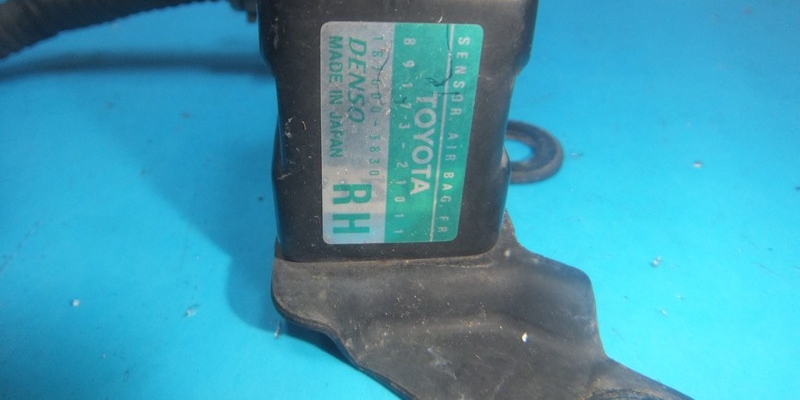 SENSOR, AIR BAG, FR
89173-21011
TOYOTA
DENSO
MADE IN JAPAN
RH